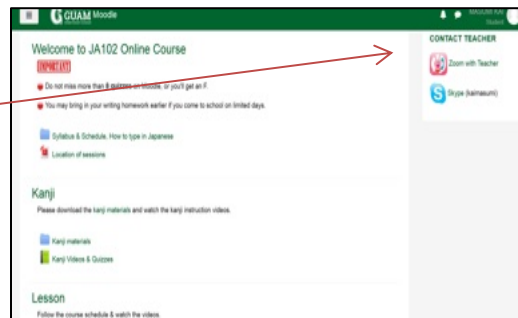 GUAM Moodle
Student
Welcome to JA102 Online Course
IMPORTANT
Do not miss more than 8 quizzes on Moodle, or you'll get an F.
You may bring in your writing homework earlier if you come to school on limited days.
Syllabus & Schedule, How to type in Japanese
Location of sessions
Kanji
Please download the kanji materials and watch the kanji instruction videos.
Kanji materials
Kanji Videos & Quizzes
Lesson
Follow the course schedule & watch the videos.
CONTACT TEACHER
Zoom with Teacher
Skype (kaimasumi)